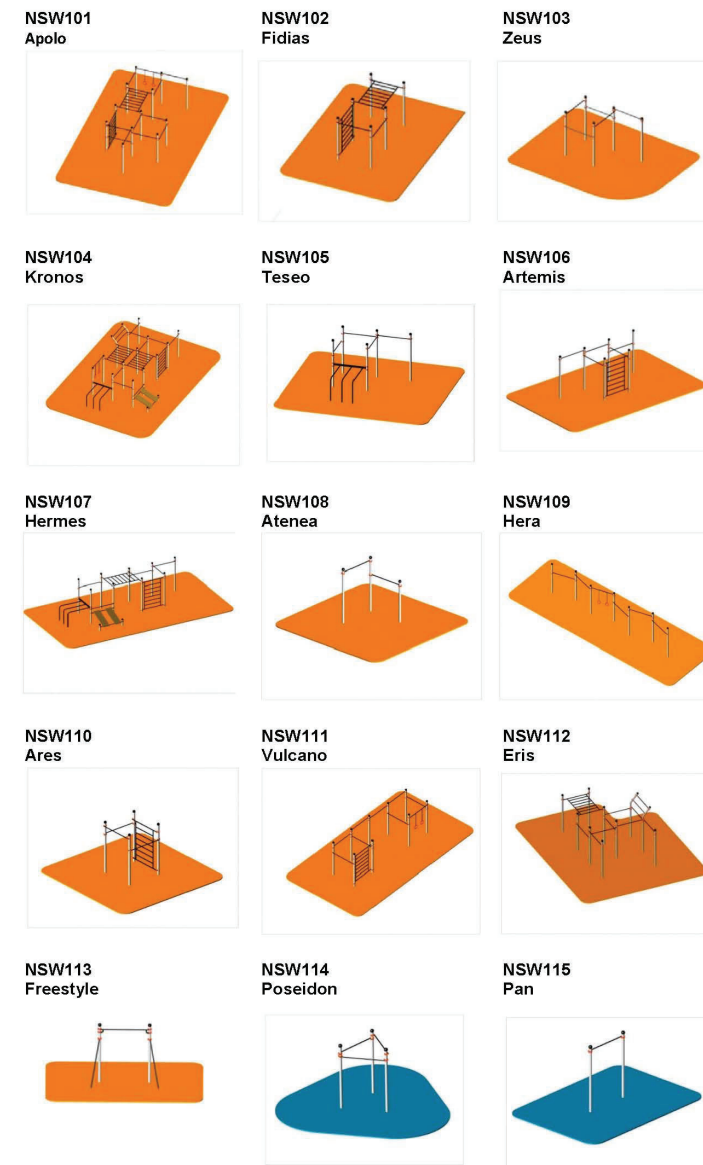 NSW101
Apolo
NSW102
Fidias
NSW103
Zeus
NSW104
Kronos
NSW105
Teseo
NSW106
Artemis
NSW107
Hermes
NSW108
Atenea
NSW109
Hera
NSW110
Ares
NSW111
Vulcano
NSW112
Eris
NSW113
Freestyle
NSW114
Poseidon
NSW115
Pan